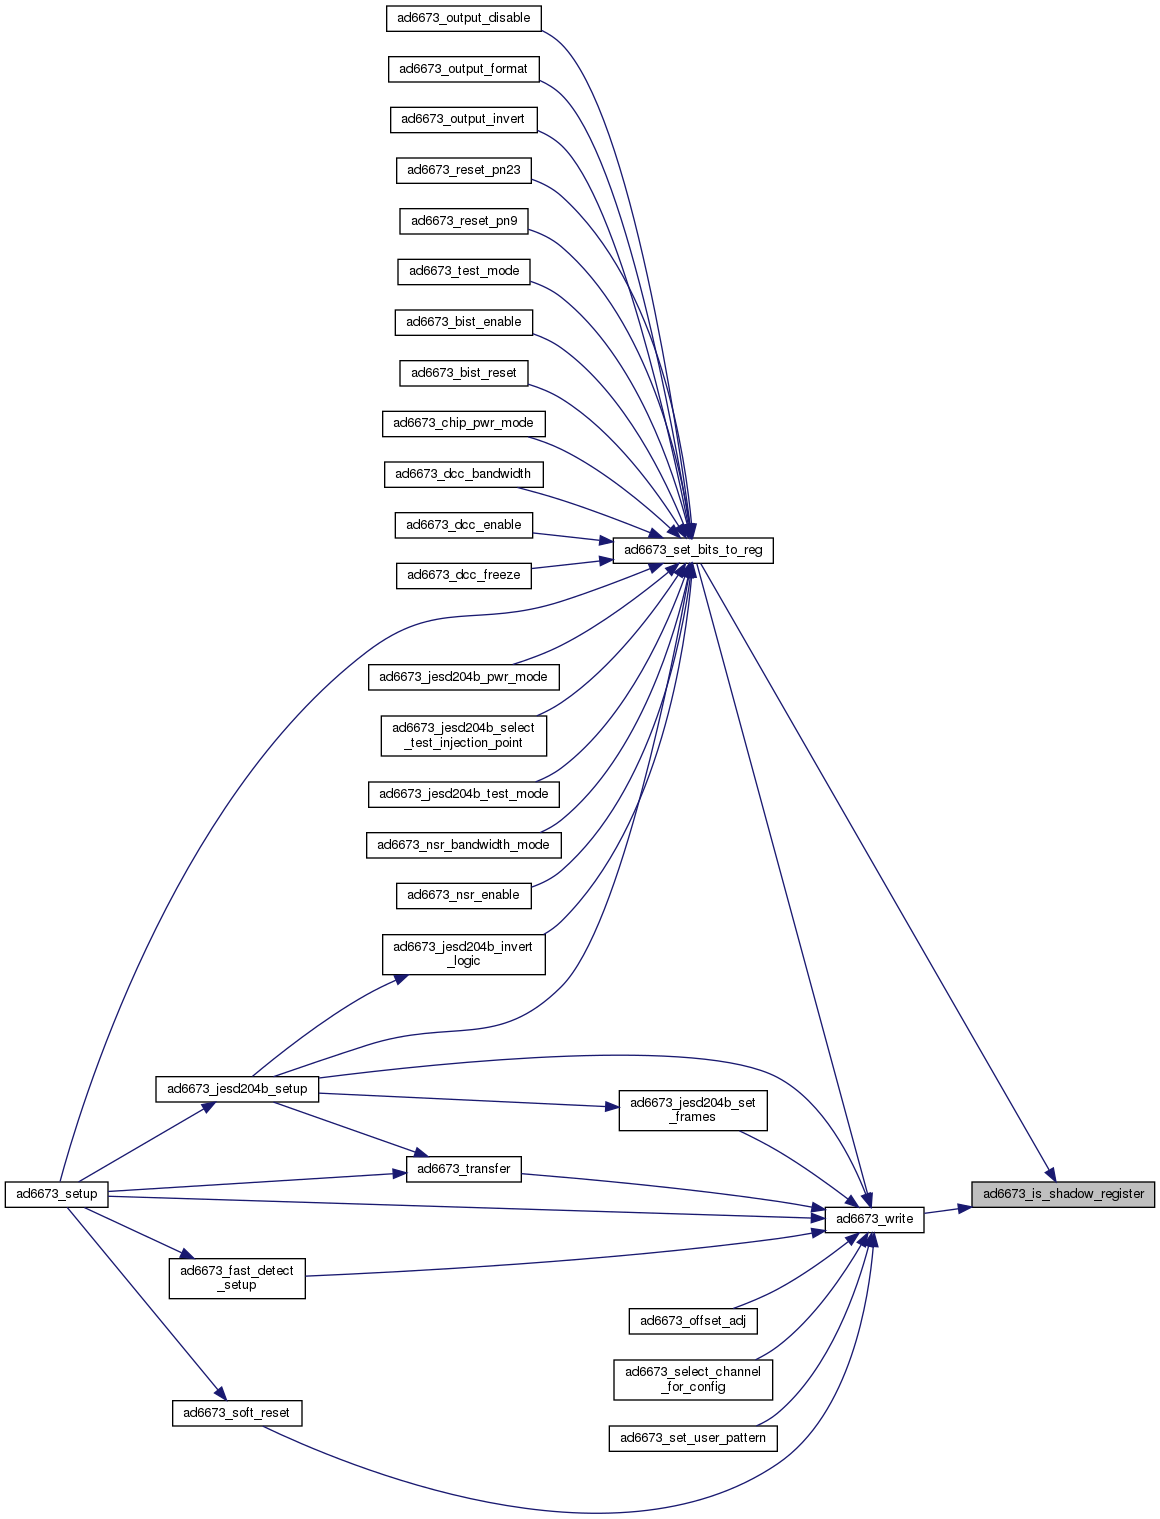 ad6673_output_disable
ad6673_output_format
ad6673_output_invert
ad6673_reset_pn23
ad6673_reset_pn9
ad6673_test_mode
ad6673_bist_enable
ad6673_bist_reset
ad6673_chip_pwr_mode
ad6673_dcc_bandwidth
ad6673_dcc_enable
ad6673_set_bits_to_reg
ad6673_dcc_freeze
ad6673_jesd204b_pwr_mode
ad6673_jesd204b_select
_test_injection_point
ad6673_jesd204b_test_mode
ad6673_nsr_bandwidth_mode
ad6673_nsr_enable
ad6673_jesd204b_invert
_logic
ad6673_jesd204b_setup
ad6673_jesd204b_set
_frames
ad6673_transfer
ad6673_setup
ad6673_is_shadow_register
ad6673_write
ad6673_fast_detect
_setup
ad6673_offset_adj
ad6673_select_channel
_for_config
ad6673_soft_reset
ad6673_set_user_pattern